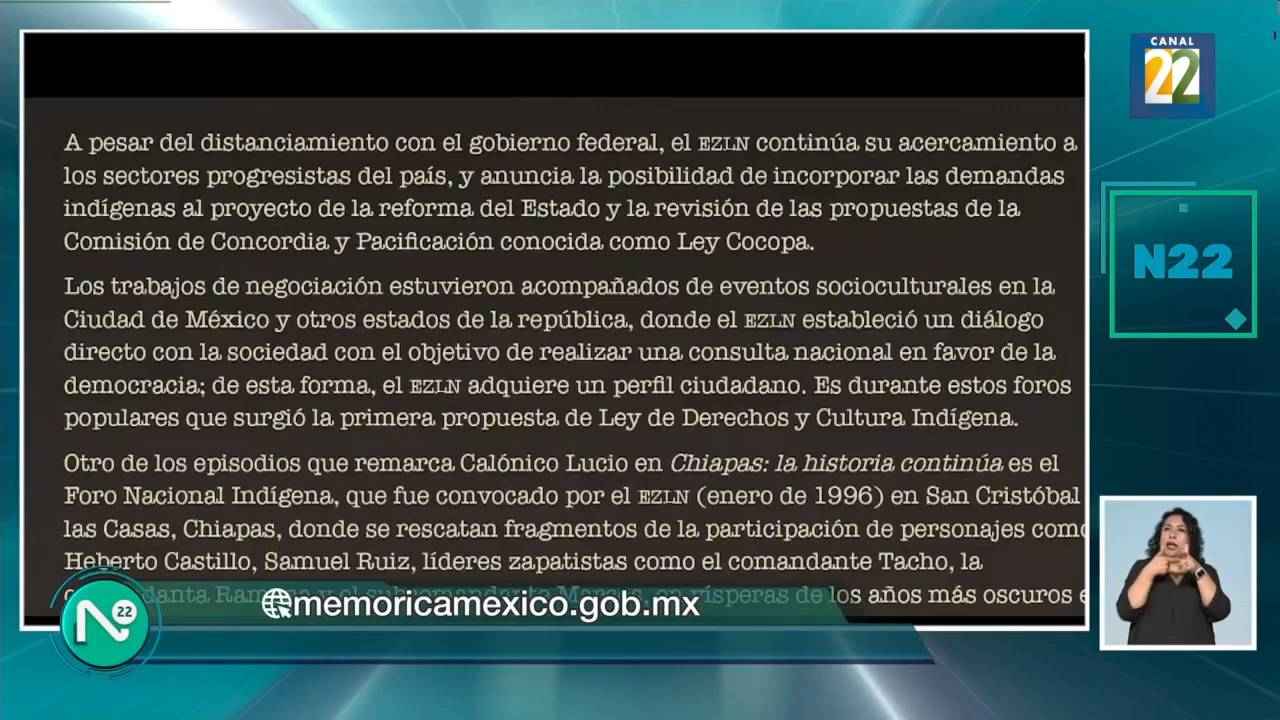 CANAL
22
A pesar del distanciamiento con el gobierno federal, el EZLN continúa su acercamiento a
los sectores progresistas del país, y anuncia la posibilidad de incorporar las demandas
indígenas al proyecto de la reforma del Estado y la revisión de las propuestas de la
Comisión de Concordia y Pacificación conocida como Ley Cocopa.
Los trabajos de negociación estuvieron acompañados de eventos socioculturales en la
Ciudad de México y otros estados de la república, donde el EZLN estableció un diálogo
directo con la sociedad con el objetivo de realizar una consulta nacional en favor de la
democracia; de esta forma, el EZLN adquiere un perfil ciudadano. Es durante estos foros
populares que surgió la primera propuesta de Ley de Derechos y Cultura Indígena.
Otro de los episodios que remarca Calónico Lucio en Chiapas: la historia continúa es el
Foro Nacional Indígena, que fue convocado por el EZLN (enero de 1996) en San Cristóbal
las Casas, Chiapas, donde se rescatan fragmentos de la participación de personajes como
Heberto Castillo, Samuel Ruiz, líderes zapatistas como el comandante Tacho, la
y el subcomandante Marcos, en vísperas de los años más oscuros
memoricamexico.gob.mx
N22
N 22